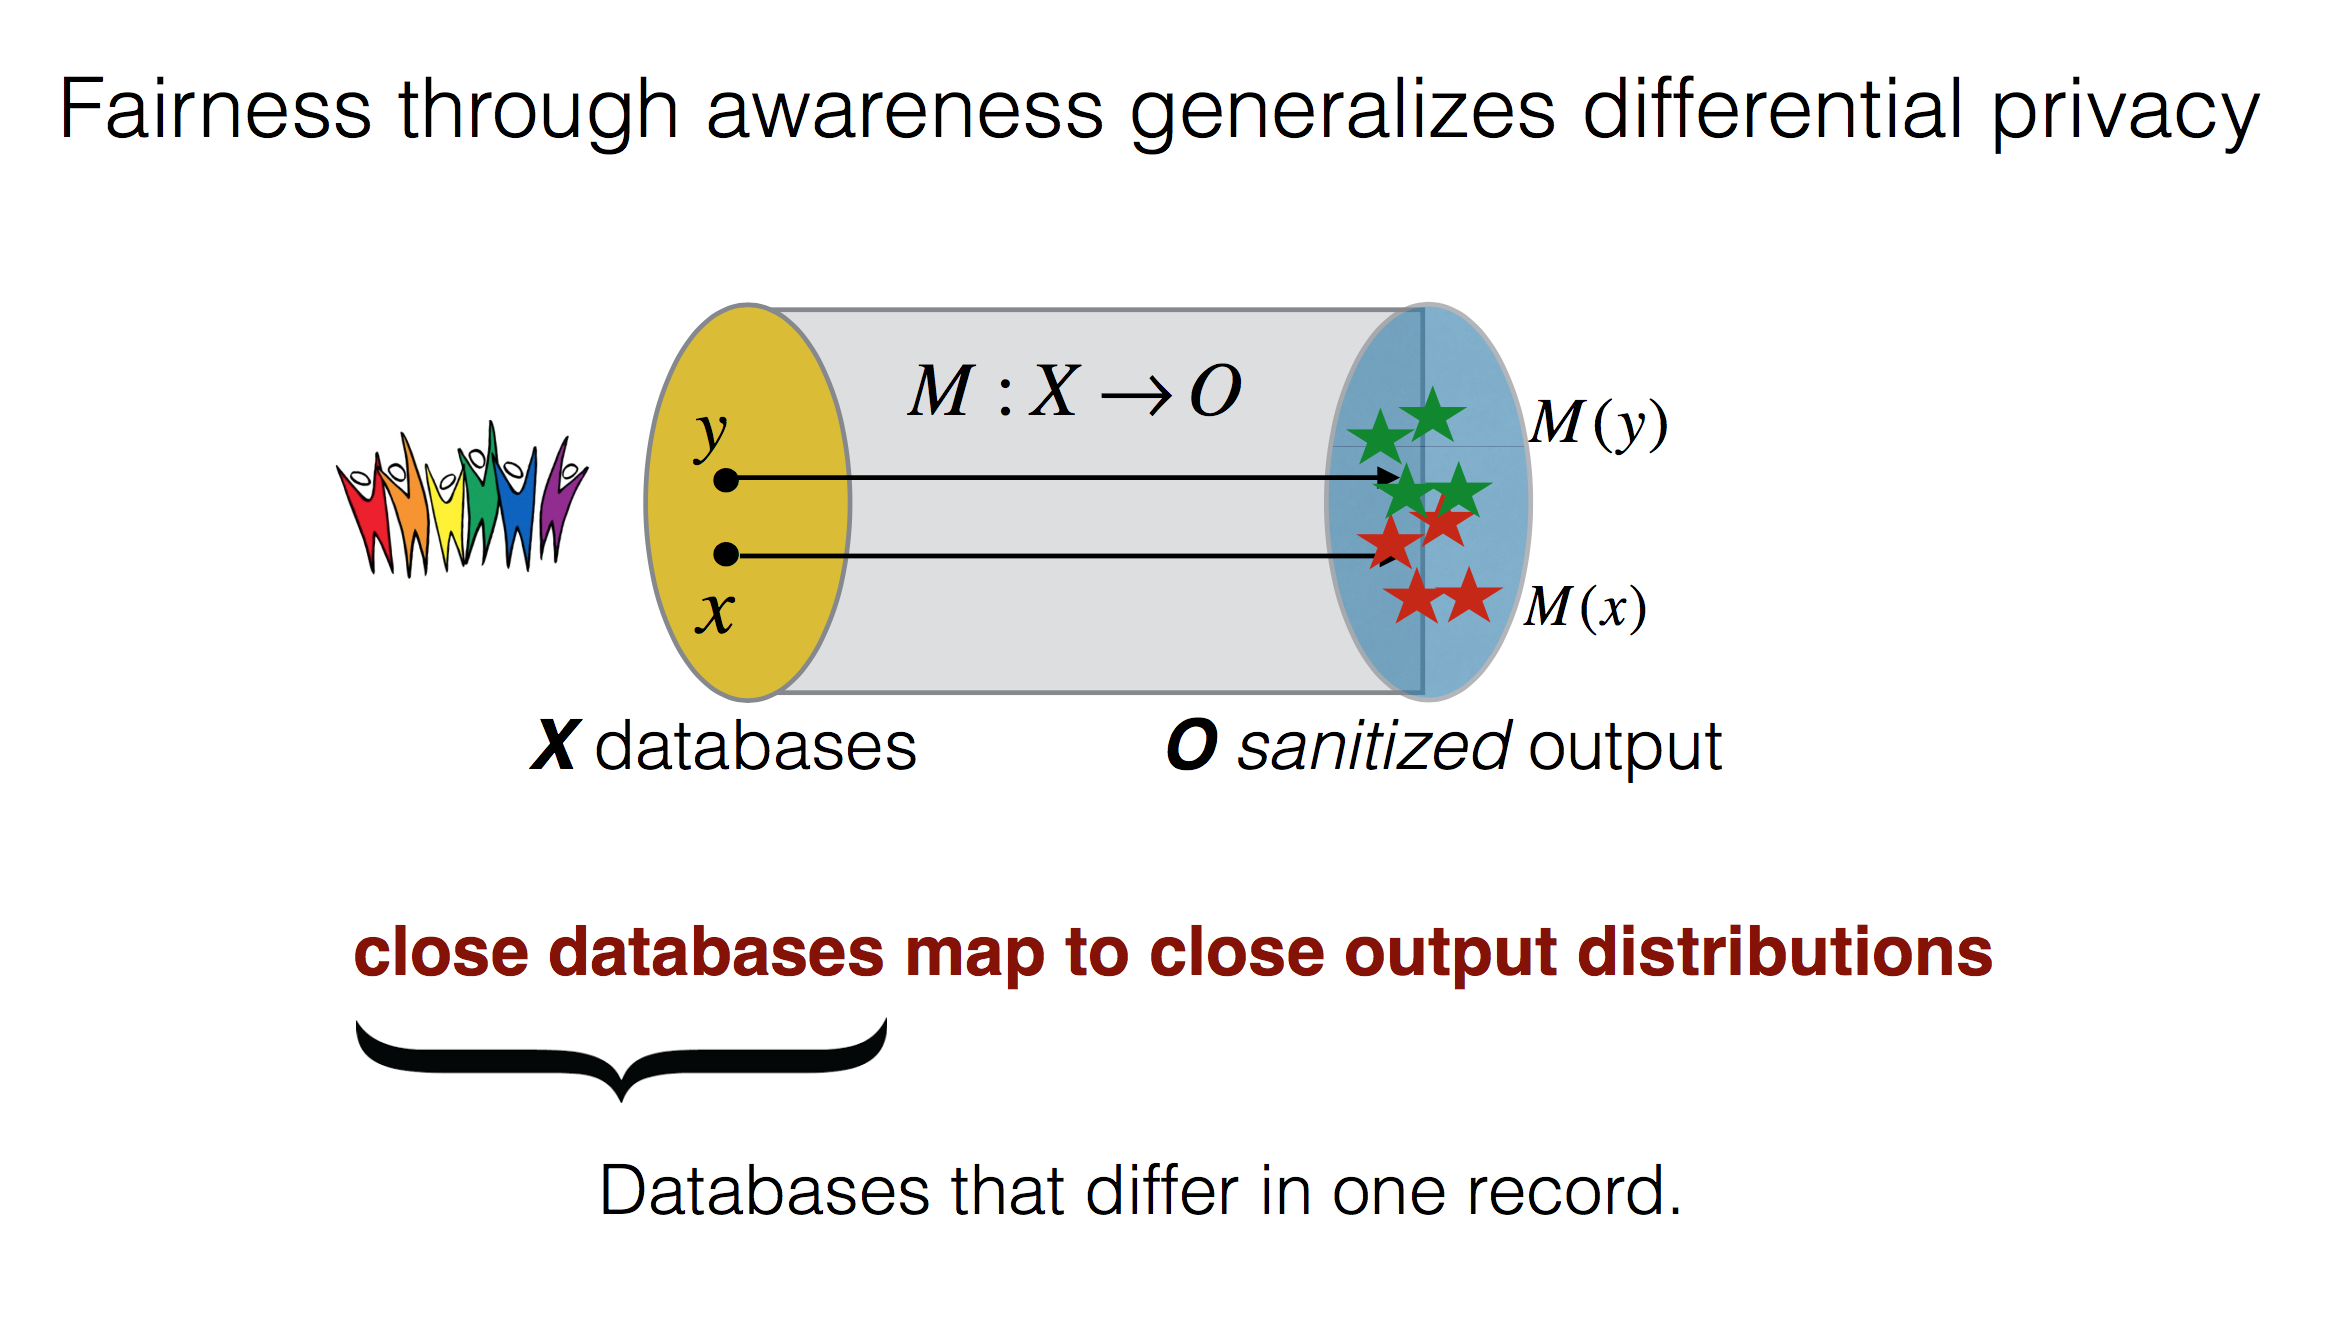 Fairness through awareness generalizes differential privacy
M : X → O
y
M(y)
x
M(x)
X databases
O sanitized output
close databases map to close output distributions
Databases that differ in one record.